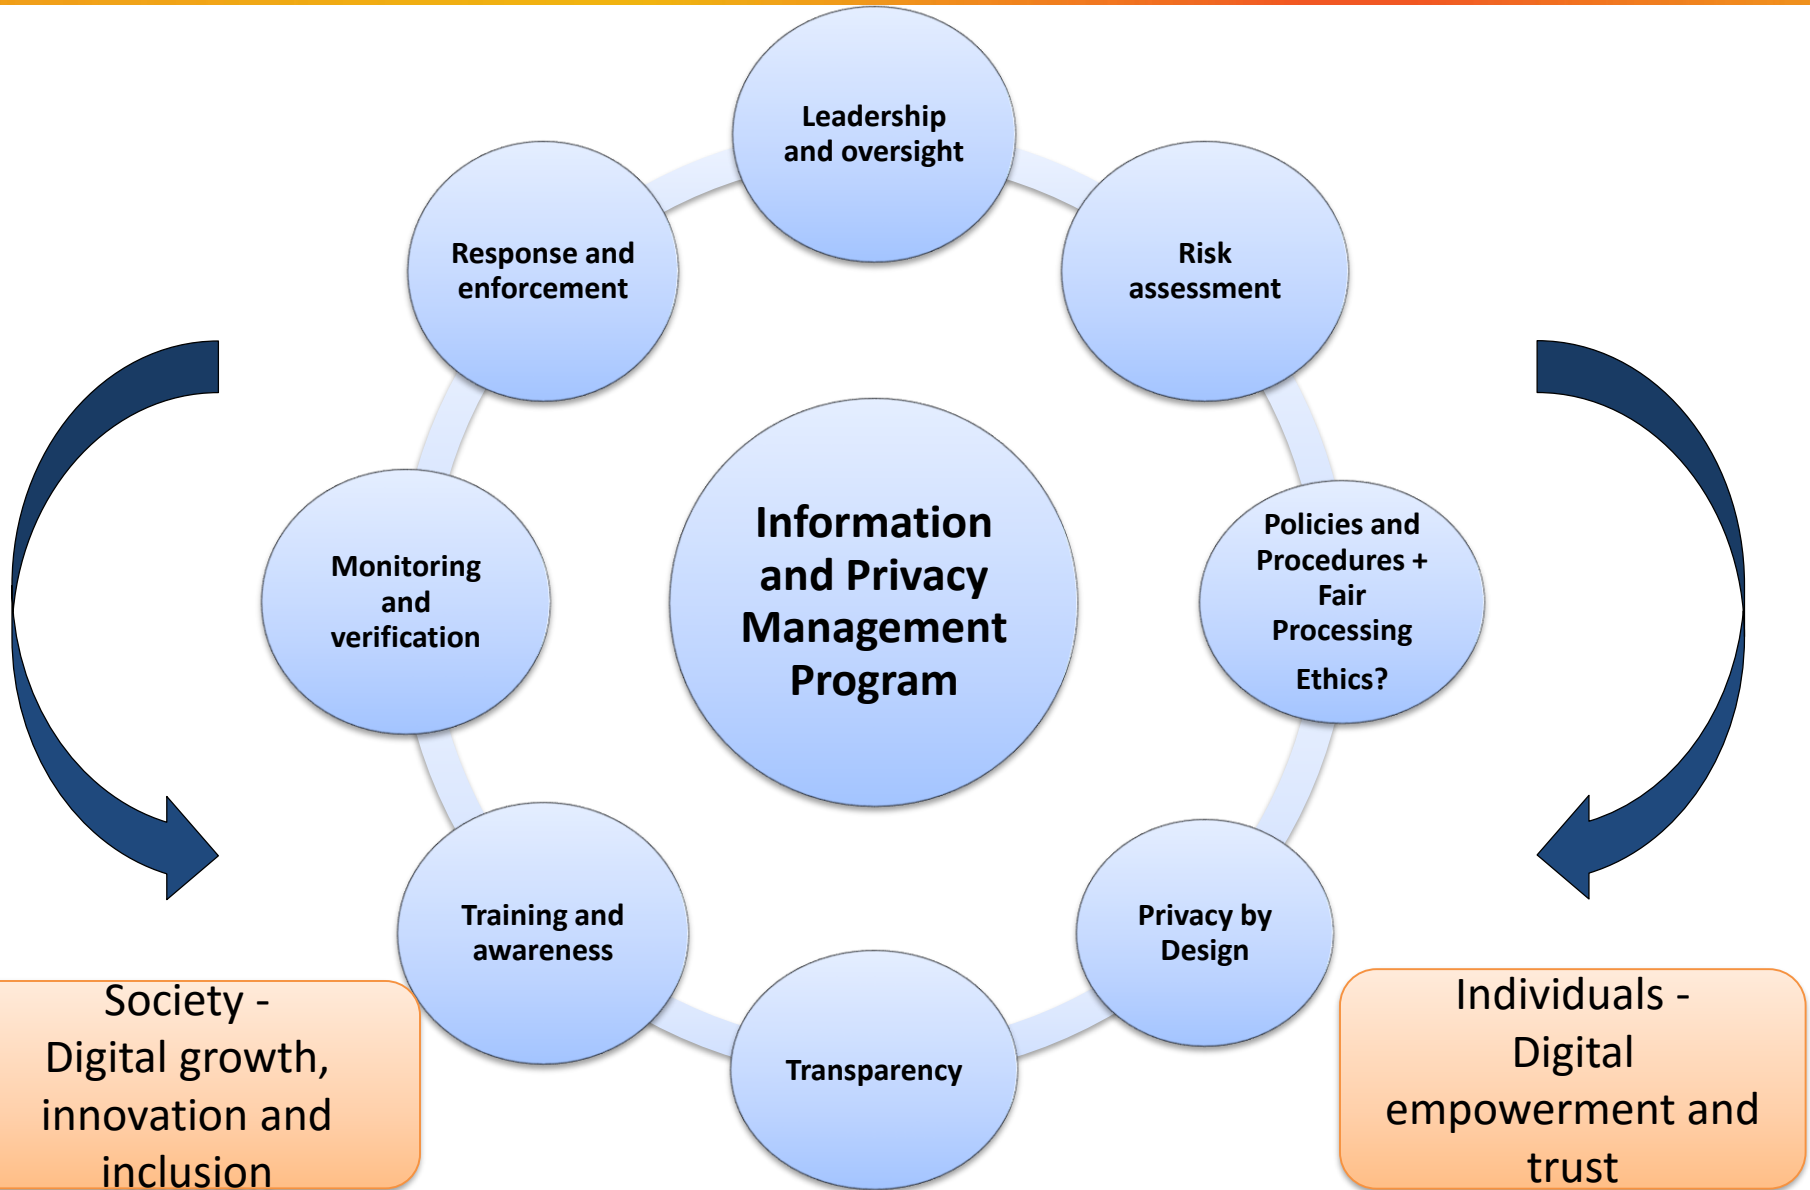 Leadership
and oversight
Risk
assessment
Policies and
Procedures +
Fair
Processing
Ethics?
Privacy by
Design
Transparency
Training and
awareness
Monitoring
and
verification
Response and
enforcement
Information
and Privacy
Management
Program
Society -
Digital growth,
innovation and
inclusion
Individuals -
Digital
empowerment and
trust